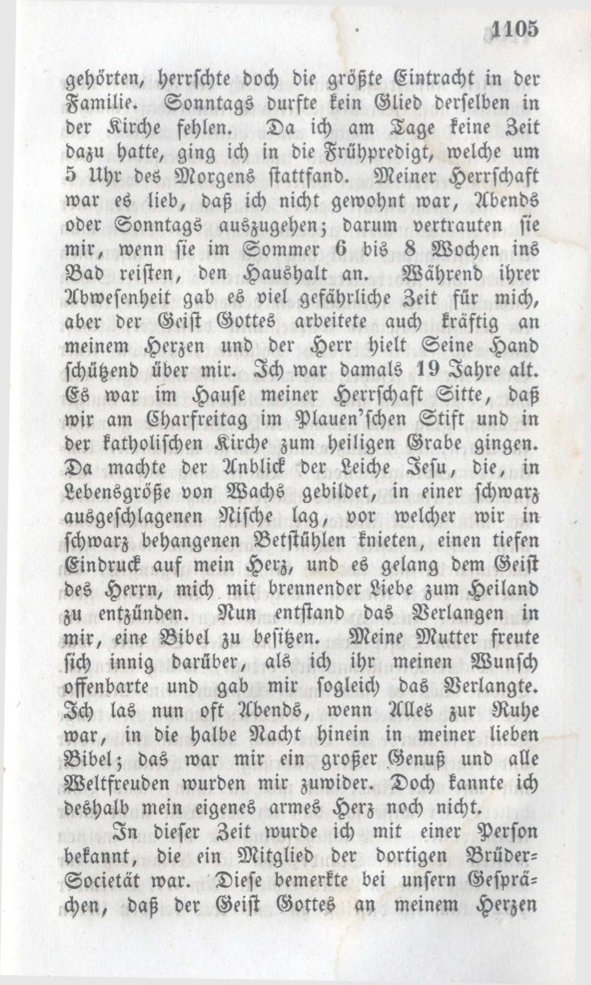 1105
gehörten, herrschte doch die größte Eintracht in der
Familie. Sonntags durfte kein Glied derselben in
der Kirche fehlen. Da ich am Tage keine Zeit
dazu hatte, ging ich in die Frühpredigt, welche um
5 Uhr des Morgens stattfand. Meiner Herrschaft
war es lieb, daß ich nicht gewohnt war, Abends
oder Sonntags auszugehen; darum vertrauten sie
mir, wenn sie im Sommer 6 bis 8 Wochen ins
Bad reisten, den Haushalt an. Während ihrer
Abwesenheit gab es viel gefährliche Zeit für mich,
aber der Geist Gottes arbeitete auch kräftig an
meinem Herzen und der Herr hielt Seine Hand
schützend über mir. Ich war damals 19 Jahre alt.
Es war im Hause meiner Herrschaft Sitte, daß
wir am Charfreitag im Plauen'schen Stift und in
der katholischen Kirche zum heiligen Grabe gingen.
Da machte der Anblick der Leiche Jesu, die, in
Lebensgröße von Wachs gebildet, in einer schwarz
ausgeschlagenen Nische lag, vor welcher wir in
schwarz behangenen Betstühlen knieten, einen tiefen
Eindruck auf mein Herz, und es gelang dem Geist
des Herrn, mich mit brennender Liebe zum Heiland
zu entzünden. Nun entstand das Verlangen in
mir, eine Bibel zu besitzen. Meine Mutter freute
sich innig darüber, als ich ihr meinen Wunsch
offenbarte und gab mir sogleich das Verlangte.
Ich las nun oft Abends, wenn Alles zur Ruhe
war, in die halbe Nacht hinein in meiner lieben
Bibel; das war mir ein großer Genuß und alle
Weltfreuden wurden mir zuwider. Doch kannte ich
deshalb mein eigenes armes Herz noch nicht.
In dieser Zeit wurde ich mit einer Person
bekannt, die ein Mitglied der dortigen Brüder-
Societät war. Diese bemerkte bei unsern Gesprä-
chen, daß der Geist Gottes an meinem Herzen